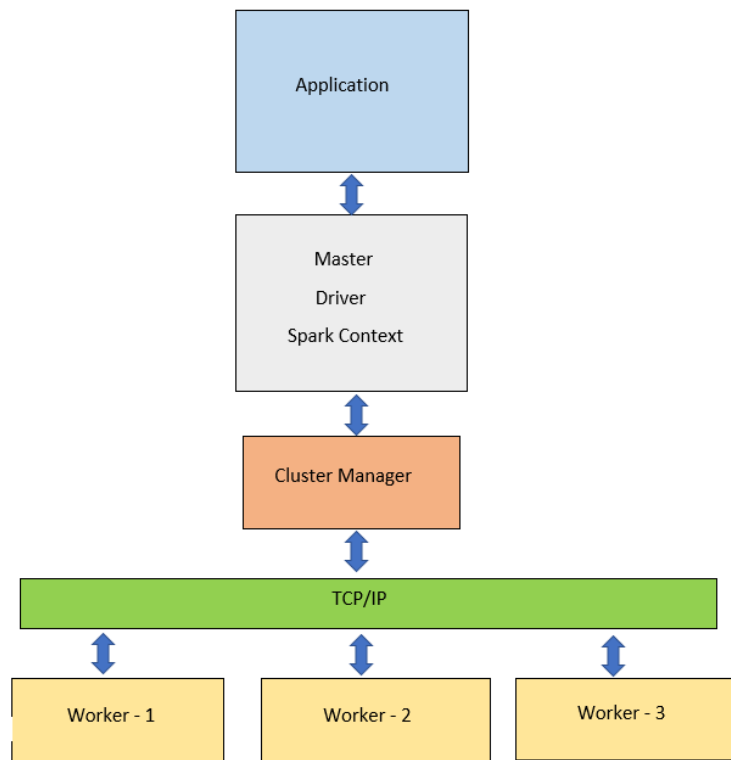 Application
Master
Driver
Spark Context
Cluster Manager
TCP/IP
Worker - 1
Worker - 2
Worker - 3